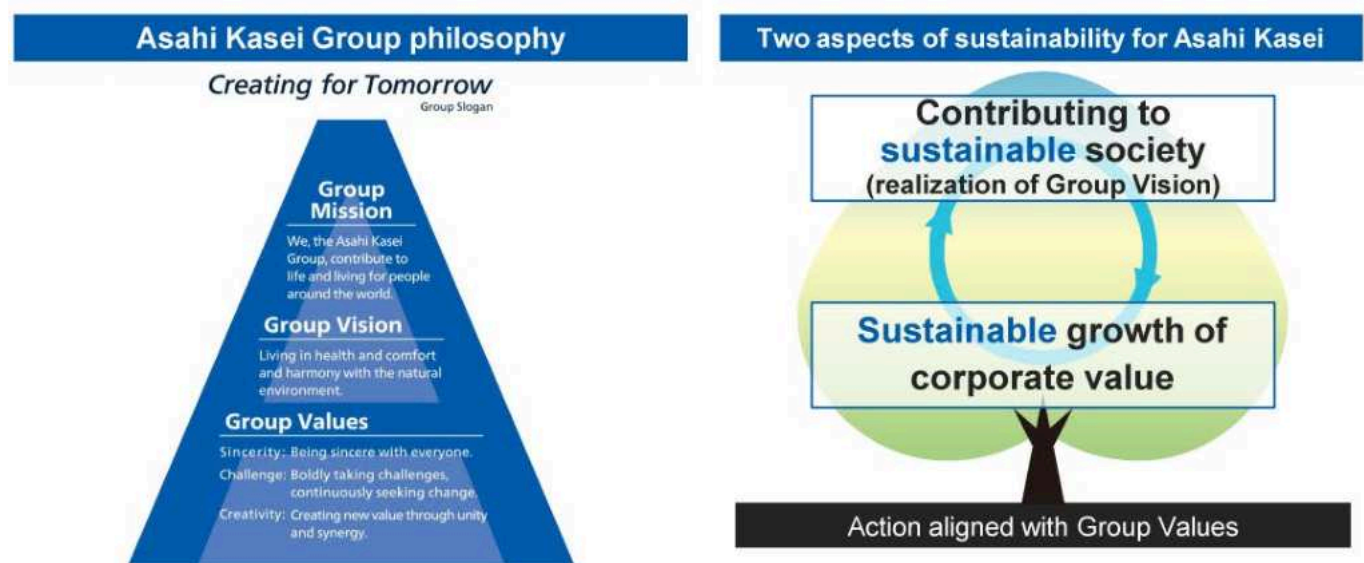 Asahi Kasei Group philosophy
Creating for Tomorrow
Group Slogan
Group
Mission
We, the Asahi Kasei
Group, contribute to
life and living for people
around the world.
Group Vision
Living in health and comfort
and harmony with the natural
environment.
Group Values
Sincerity: Being sincere with everyone.
Challenge: Boldly taking challenges,
continuously seeking change.
Creativity: Creating new value through unity
and synergy.
Two aspects of sustainability for Asahi Kasei
Contributing to
sustainable society
(realization of Group Vision)
Sustainable growth of
corporate value
Action aligned with Group Values